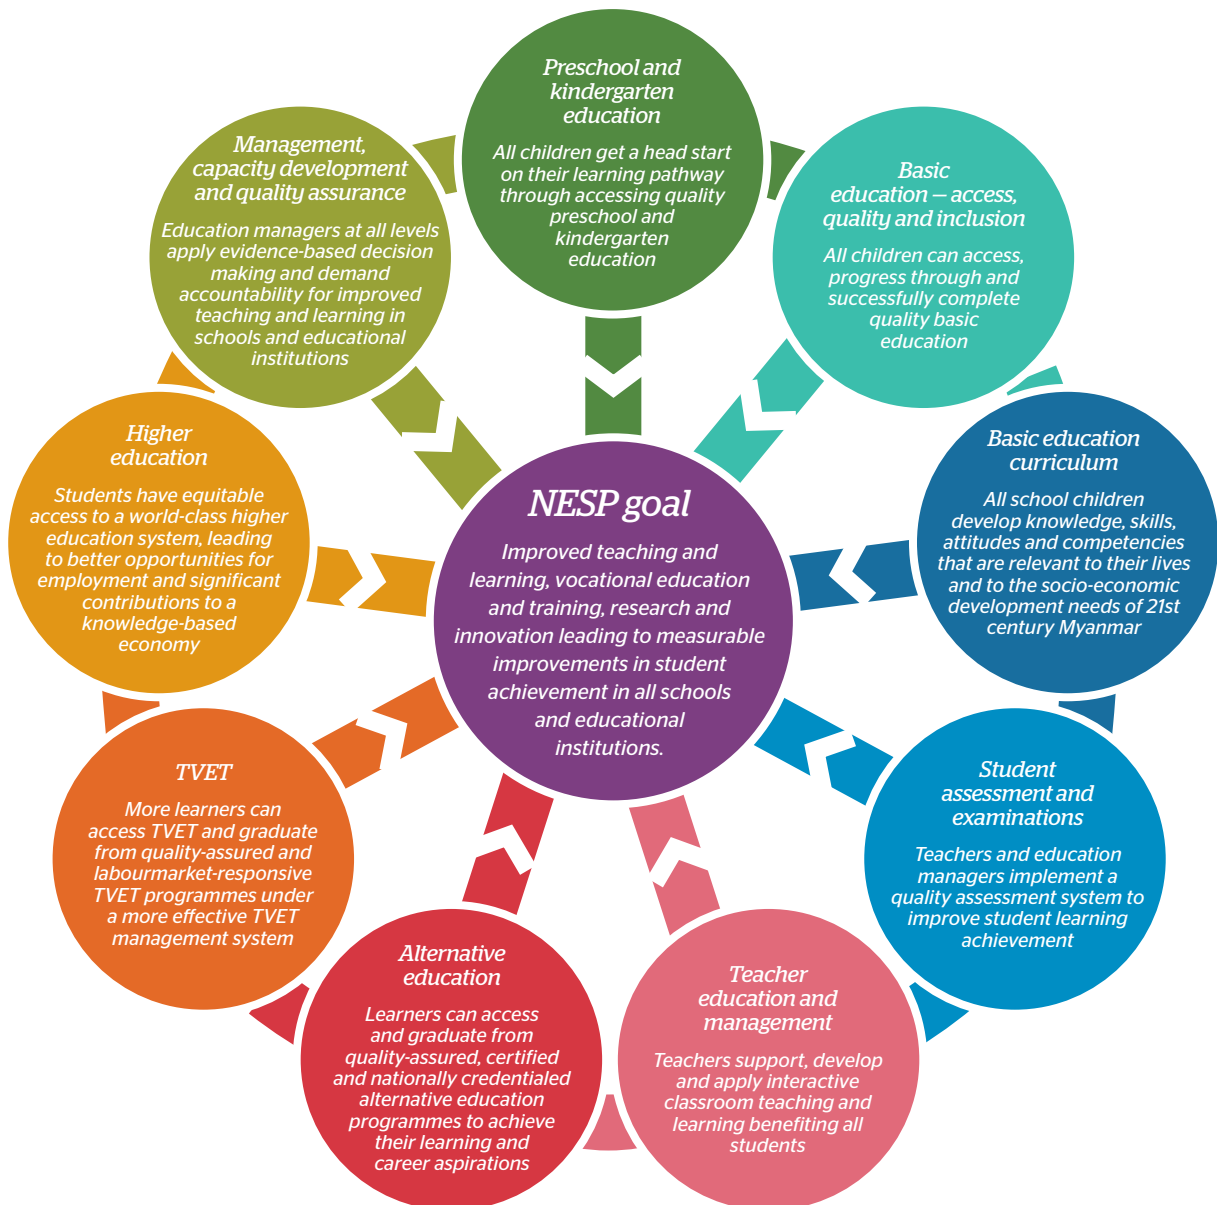 Preschool and
kindergarten
education
All children get a head start
on their learning pathway
through accessing quality
preschool and
kindergarten
education
Basic
education – access,
quality and inclusion
All children can access,
progress through and
successfully complete
quality basic
education
Basic education
curriculum
All school children
develop knowledge, skills,
attitudes and competencies
that are relevant to their lives
and to the socio-economic
development needs of 21st
century Myanmar
Student
assessment and
examinations
Teachers and education
managers implement a
quality assessment system to
improve student learning
achievement
Teacher
education and
management
Teachers support, develop
and apply interactive
classroom teaching and
learning benefiting all
students
Alternative
education
Learners can access
and graduate from
quality-assured, certified
and nationally credentialed
alternative education
programmes to achieve
their learning and
career aspirations
TVET
More learners can
access TVET and graduate
from quality-assured and
labourmarket-responsive
TVET programmes under
a more effective TVET
management system
Higher
education
Students have equitable
access to a world-class higher
education system, leading
to better opportunities for
employment and significant
contributions to a
knowledge-based
economy
Management,
capacity development
and quality assurance
Education managers at all levels
apply evidence-based decision
making and demand
accountability for improved
teaching and learning in
schools and educational
institutions
NESP goal
Improved teaching and
learning, vocational education
and training, research and
innovation leading to measurable
improvements in student
achievement in all schools
and educational
institutions.